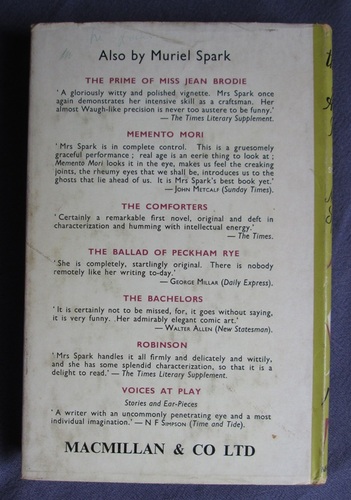 Also by Muriel Spark
THE PRIME OF MISS JEAN BRODIE
'A gloriously witty and polished vignette. Mrs Spark once
again demonstrates her intensive skill as a craftsman. Her
almost Waugh-like precision is never too austere to be funny.'
— The Times Literary Supplement.
MEMENTO MORI
'Mrs Spark is in complete control. This is a gruesomely
graceful performance; real age is an eerie thing to look at;
Memento Mori looks it in the eye, makes us feel the creaking
joints, the rheumy eyes that we shall be, introduces us to the
ghosts that lie ahead of us. It is Mrs Spark's best book yet.'
— JOHN METCALF (Sunday Times).
THE COMFORTERS
'Certainly a remarkable first novel, original and deft in
characterization and humming with intellectual energy.'
— The Times.
THE BALLAD OF PECKHAM RYE
'She is completely, startlingly original. There is nobody
remotely like her writing to-day.'
— GEORGE MILLAR (Daily Express).
THE BACHELORS
'It is certainly not to be missed, for, it goes without saying,
it is very funny. Her admirably elegant comic art.'
— WALTER ALLEN (New Statesman).
ROBINSON
'Mrs Spark handles it all firmly and delicately and wittily,
and she has some splendid characterization, so that it is a
delight to read.' — The Times Literary Supplement.
VOICES AT PLAY
Stories and Ear-Pieces
'A writer with an uncommonly penetrating eye and a most
individual imagination.' — N F SIMPSON (Time and Tide).
MACMILLAN & CO LTD